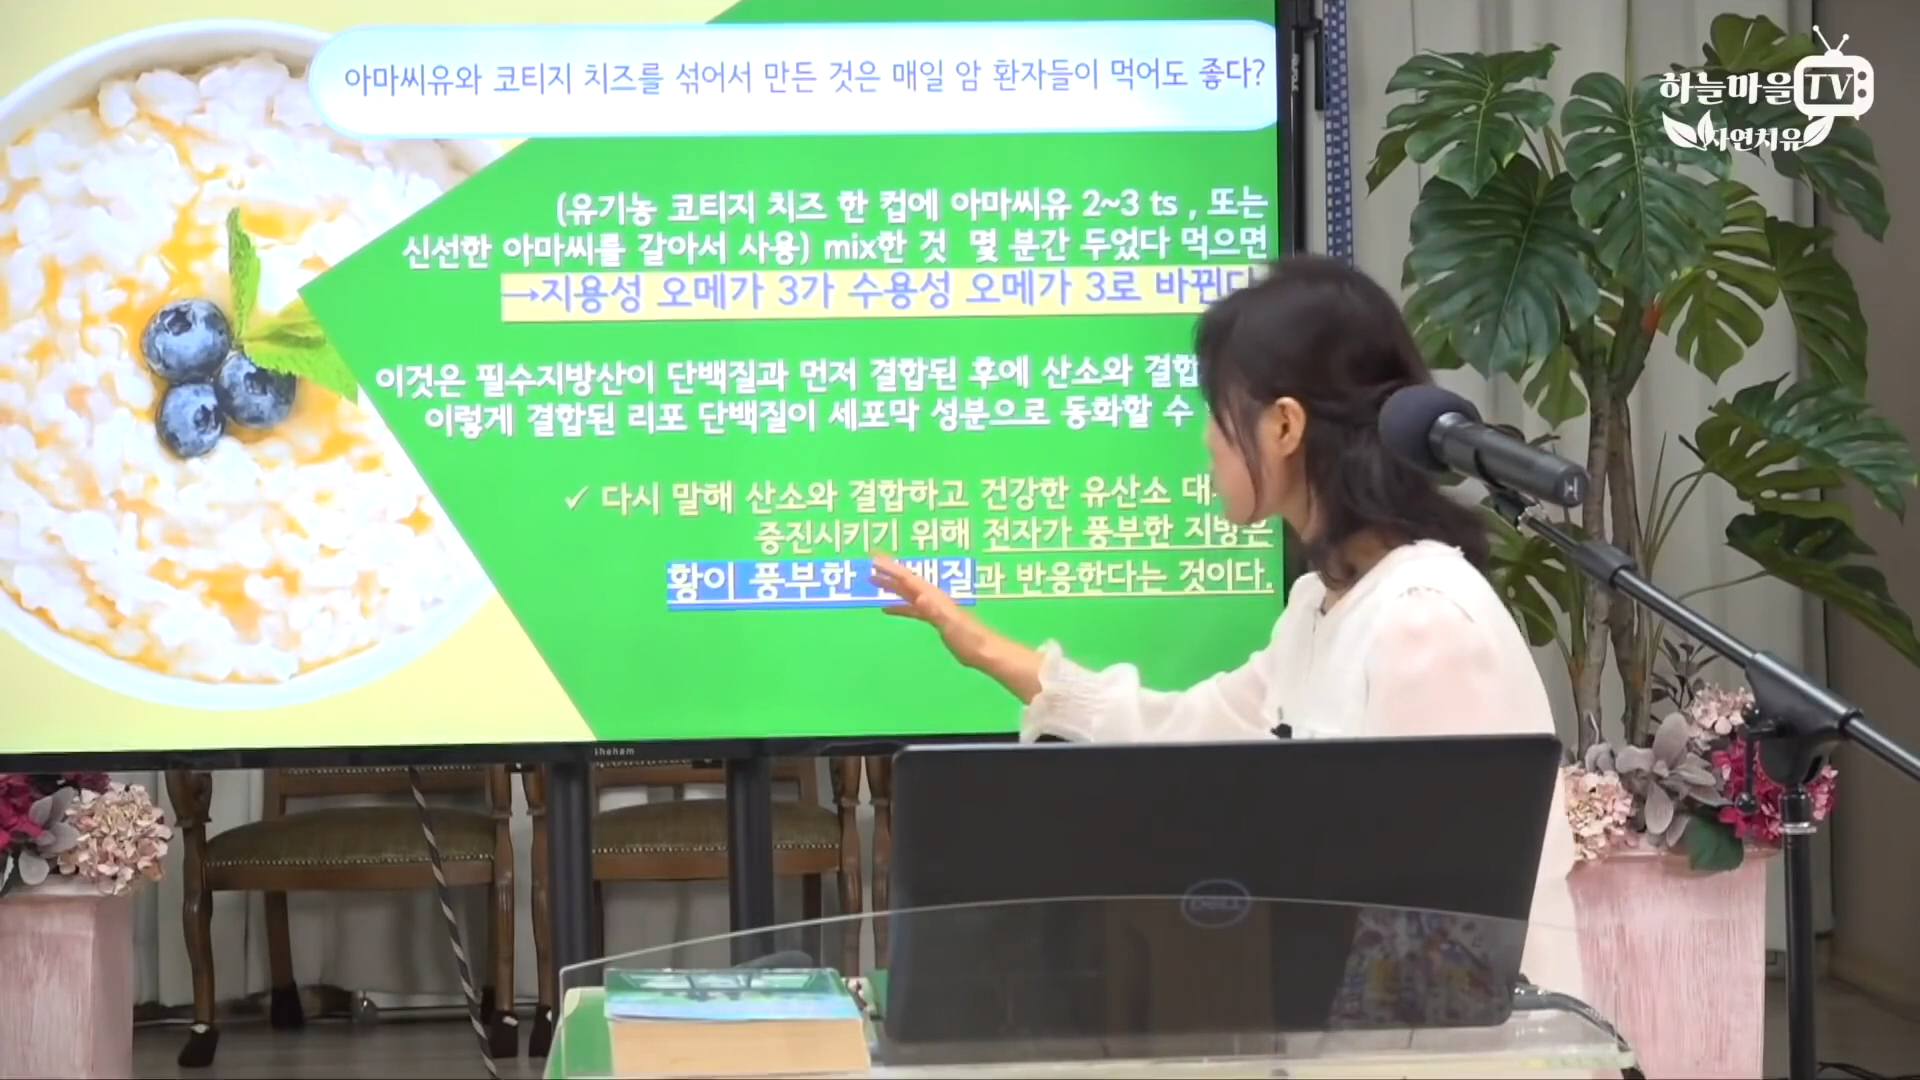 아마씨유와 코티지 치즈를 섞어서 만든 것은 매일 암 환자들이 먹어도 좋다?
하늘마을 TV
자연치유
(유기농 코티지 치즈 한 컵에 아마씨유 2~3 ts , 또는
신선한 아마씨를 갈아서 사용) mix한 것 몇 분간 두었다 먹으면
→지용성 오메가 3가 수용성 오메가 3로 바뀐다.
이것은 필수지방산이 단백질과 먼저 결합된 후에 산소와 결합
이렇게 결합된 리포 단백질이 세포막 성분으로 동화할 수
✓ 다시 말해 산소와 결합하고 건강한 유산소
증진시키기 위해 전자가 풍부한 지방은
황이 풍부한 단백질과 반응한다는 것이다.
DELL